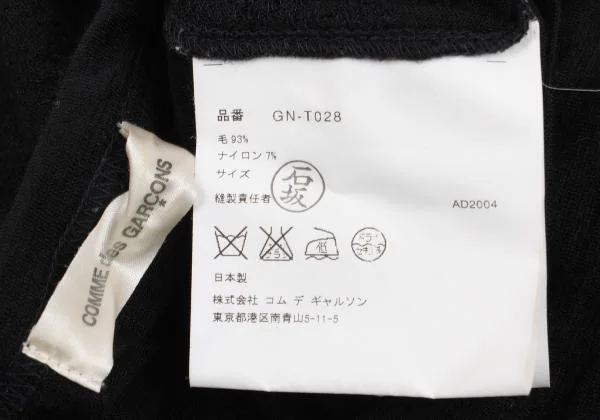 COMME des GARÇONS
*
品番 GN-T028
毛 93%
ナイロン 7%
サイズ
縫製責任者 石坂
AD2004
低
日本製
株式会社 コム デ ギャルソン
東京都港区南青山5-11-5